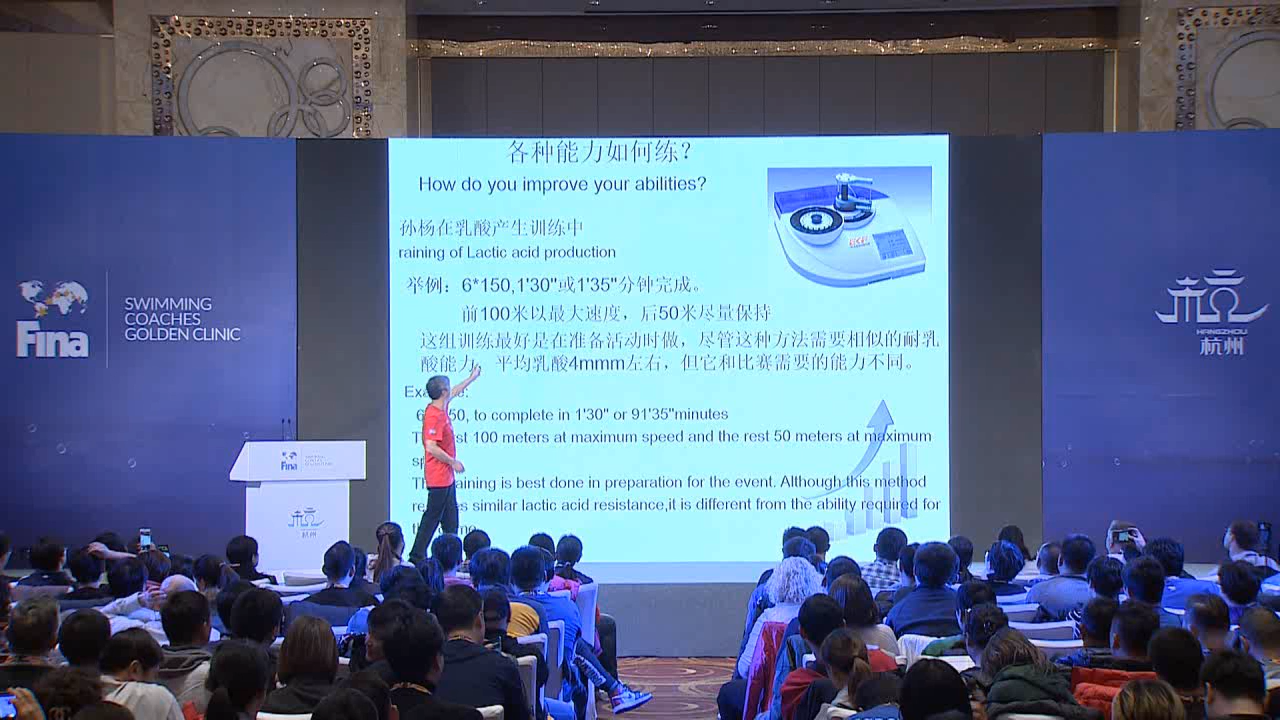 各种能力如何练？
How do you improve your abilities?
孙杨在乳酸产生训练中
raining of Lactic acid production
举例：6*150,1'30"或1'35"分钟完成。
前100米以最大速度，后50米尽量保持
这组训练最好是在准备活动时做，尽管这种方法需要相似的耐乳
酸能力，平均乳酸4mmm左右，但它和比赛需要的能力不同。
50, to complete in 1'30" or 91'35"minutes
100 meters at maximum speed and the rest 50 meters at maximum
is best done in preparation for the event. Although this method
similar lactic acid resistance,it is different from the ability required for
Fina
SWIMMING
COACHES
GOLDEN CLINIC
HANGZHOU
杭州
Fina
杭州